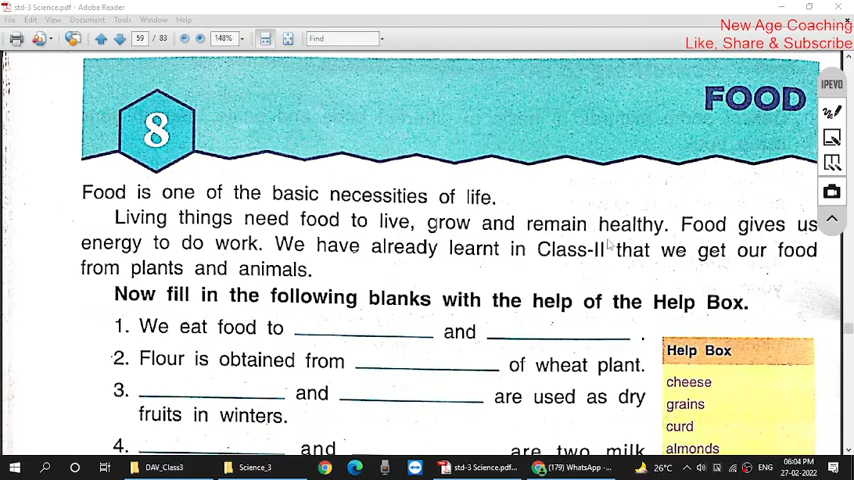 std-3 Science.pdf - Adobe Reader
New Age Coaching
File Edit View Document Tools Window Help
Like, Share & Subscribe
59 / 83 148% Find
IPEVO
FOOD
8
Food is one of the basic necessities of life.
Living things need food to live, grow and remain healthy. Food gives us
energy to do work. We have already learnt in Class-II that we get our food
from plants and animals.
Now fill in the following blanks with the help of the Help Box.
1. We eat food to ____________ and ____________ .
2. Flour is obtained from ____________ of wheat plant.
3. ____________ and ____________ are used as dry
fruits in winters.
4. ____________ and ____________ are two milk
Help Box
cheese
grains
curd
almonds
DAV_Class3 Science_3 std-3 Science.pdf... (179) WhatsApp - ... 26°C ENG 06:04 PM
27-02-2022